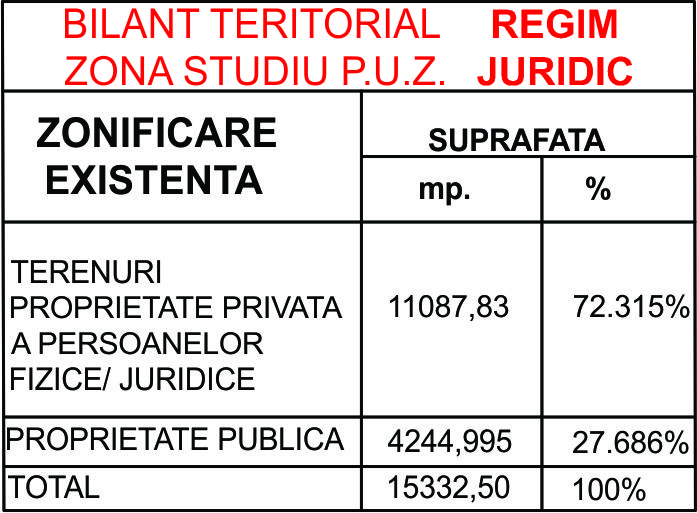 BILANT TERITORIAL REGIM
ZONA STUDIU P.U.Z. JURIDIC
ZONIFICARE
EXISTENTA
SUPRAFATA
mp. %
TERENURI
PROPRIETATE PRIVATA
A PERSOANELOR
FIZICE/ JURIDICE
11087,83 72.315%
PROPRIETATE PUBLICA 4244,995 27.686%
TOTAL 15332,50 100%